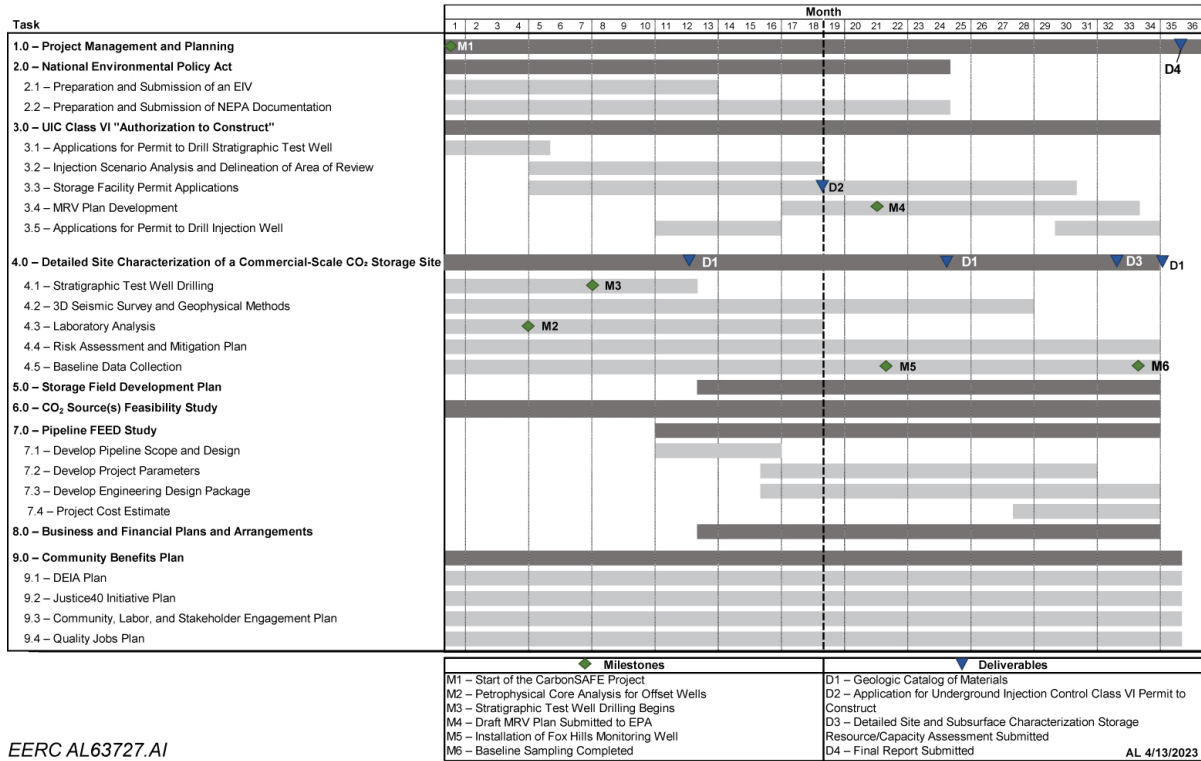 Month
Task
1 2 3 4 5 6 7 8 9 10 11 12 13 14 15 16 17 18 19 20 21 22 23 24 25 26 27 28 29 30 31 32 33 34 35 36
1.0 – Project Management and Planning
M1
D4
2.0 – National Environmental Policy Act
2.1 – Preparation and Submission of an EIV
2.2 – Preparation and Submission of NEPA Documentation
3.0 – UIC Class VI "Authorization to Construct"
3.1 – Applications for Permit to Drill Stratigraphic Test Well
3.2 – Injection Scenario Analysis and Delineation of Area of Review
3.3 – Storage Facility Permit Applications
D2
3.4 – MRV Plan Development
M4
3.5 – Applications for Permit to Drill Injection Well
4.0 – Detailed Site Characterization of a Commercial-Scale CO₂ Storage Site
D1 D1 D3 D1
4.1 – Stratigraphic Test Well Drilling
M3
4.2 – 3D Seismic Survey and Geophysical Methods
4.3 – Laboratory Analysis
M2
4.4 – Risk Assessment and Mitigation Plan
4.5 – Baseline Data Collection
M5 M6
5.0 – Storage Field Development Plan
6.0 – CO₂ Source(s) Feasibility Study
7.0 – Pipeline FEED Study
7.1 – Develop Pipeline Scope and Design
7.2 – Develop Project Parameters
7.3 – Develop Engineering Design Package
7.4 – Project Cost Estimate
8.0 – Business and Financial Plans and Arrangements
9.0 – Community Benefits Plan
9.1 – DEIA Plan
9.2 – Justice40 Initiative Plan
9.3 – Community, Labor, and Stakeholder Engagement Plan
9.4 – Quality Jobs Plan
Milestones
M1 – Start of the CarbonSAFE Project
M2 – Petrophysical Core Analysis for Offset Wells
M3 – Stratigraphic Test Well Drilling Begins
M4 – Draft MRV Plan Submitted to EPA
M5 – Installation of Fox Hills Monitoring Well
M6 – Baseline Sampling Completed
Deliverables
D1 – Geologic Catalog of Materials
D2 – Application for Underground Injection Control Class VI Permit to
Construct
D3 – Detailed Site and Subsurface Characterization Storage
Resource/Capacity Assessment Submitted
D4 – Final Report Submitted
AL 4/13/2023
EERC AL63727.AI